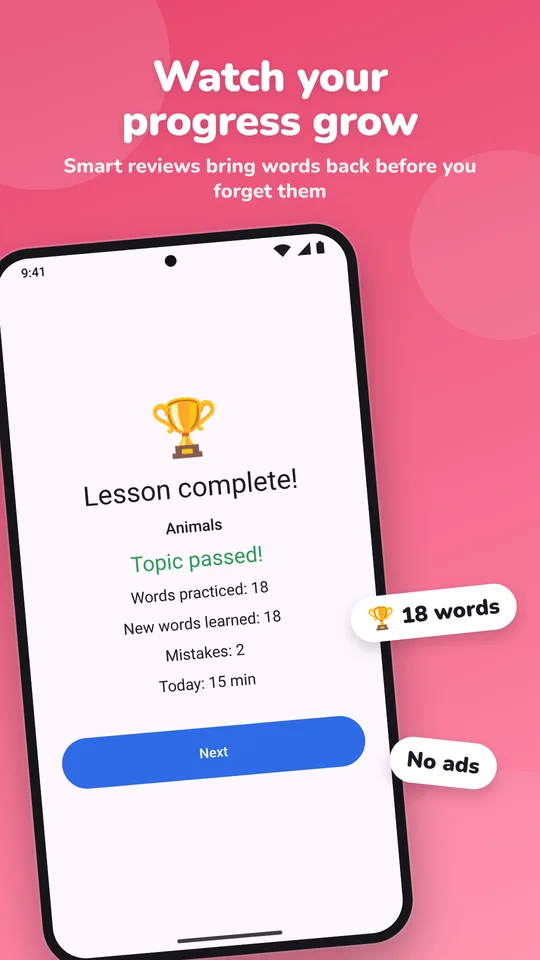 Watch your
progress grow
Smart reviews bring words back before you
forget them
9:41
Lesson complete!
Animals
Topic passed!
Words practiced: 18
New words learned: 18
Mistakes: 2
Today: 15 min
🏆 18 words
Next
No ads